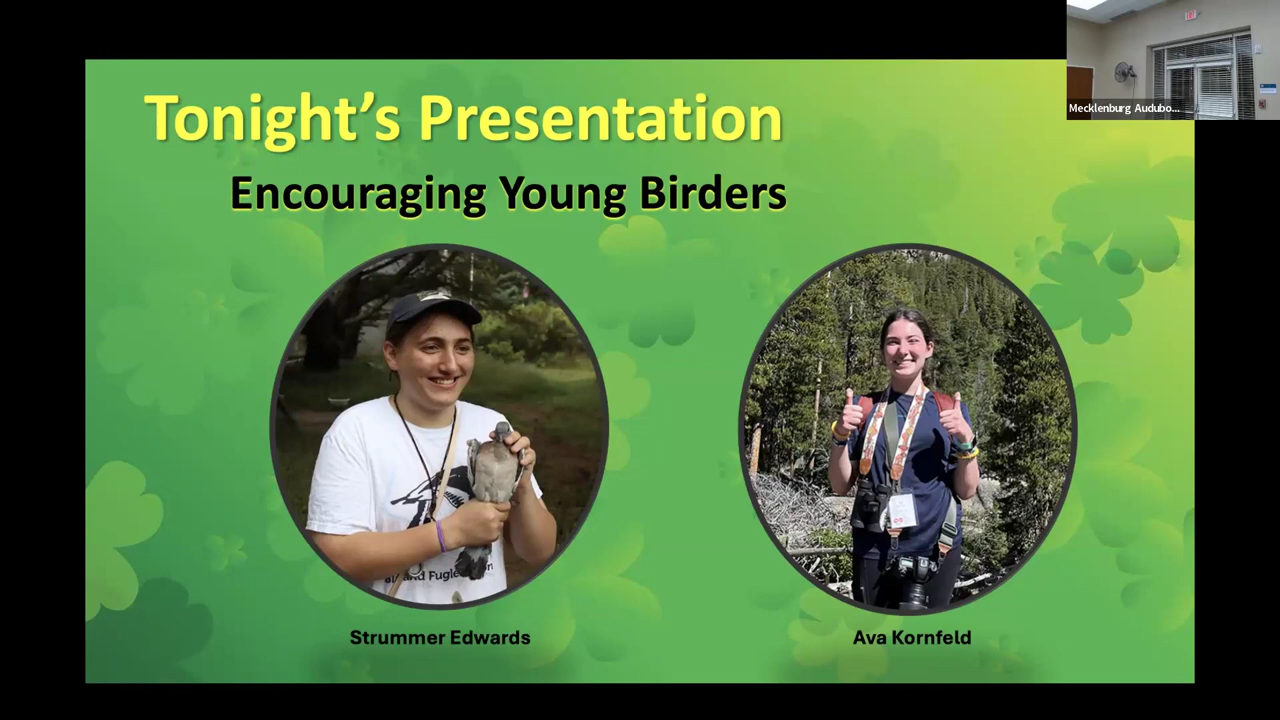 Tonight's Presentation
Encouraging Young Birders
Mecklenburg Audubo...
Strummer Edwards
Ava Kornfeld